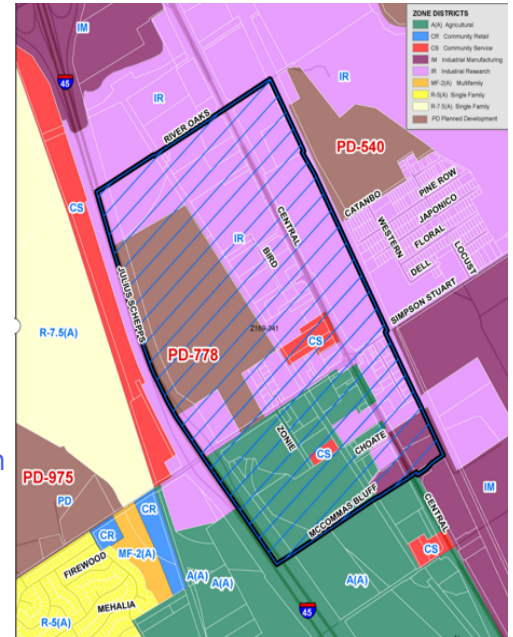 ZONE DISTRICTS
A(A) Agricultural
CR Community Retail
CS Community Service
IM Industrial Manufacturing
IR Industrial Research
MF-2(A) Multifamily
R-5(A) Single Family
R-7.5(A) Single Family
PD Planned Development
IM
IM
45
IR
IR
RIVER OAKS
PD-540
CATANBO
PINE ROW
WESTERN
JAPONICO
FLORAL
DELL
LOCUST
CS
CENTRAL
IR
BIRD
JULIUS SCHEPPS
SIMPSON STUART
R-7.5(A)
Z189-341
CS
PD-778
ZONIE
CHOATE
CS
n
PD-975
PD
MCCOMMAS BLUFF
CENTRAL
IM
CR
CR
MF-2(A)
FIREWOOD
CS
A(A)
A(A)
A(A)
MEHALIA
R-5(A)
45